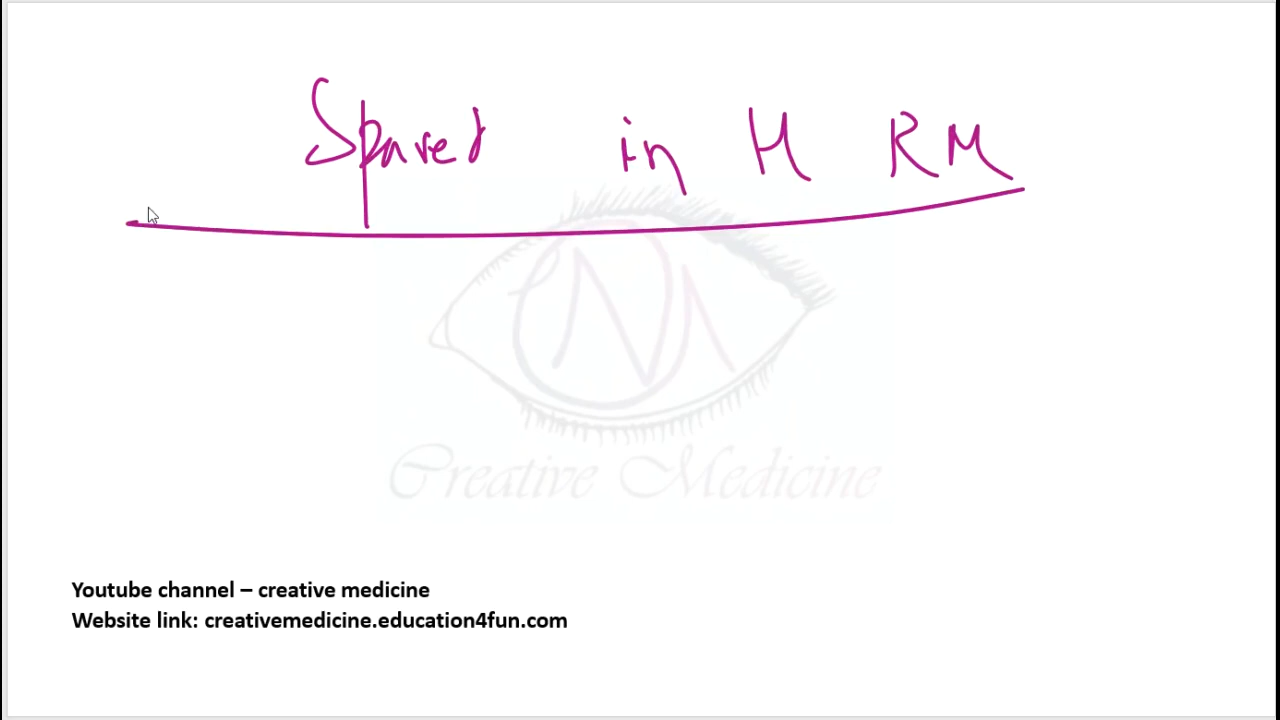 Spared in M RM
Creative Medicine
Youtube channel – creative medicine
Website link: creativemedicine.education4fun.com